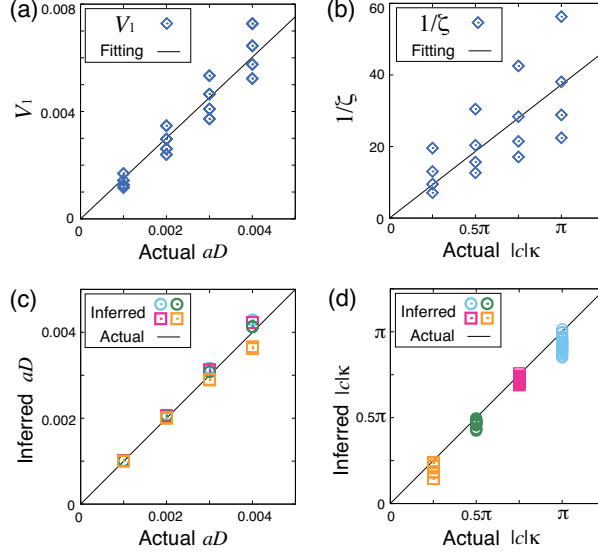 (a)
0.008
V₁
Fitting
0.004
V₁
0
0
0.002
0.004
Actual aD
(b)
60
1/ζ
Fitting
40
1/ζ
20
0
0
0.5π
π
Actual |c|κ
(c)
Inferred
Actual
0.004
Inferred aD
0.002
0
0
0.002
0.004
Actual aD
(d)
Inferred
Actual
π
Inferred |c|κ
0.5π
0
0
0.5π
π
Actual |c|κ